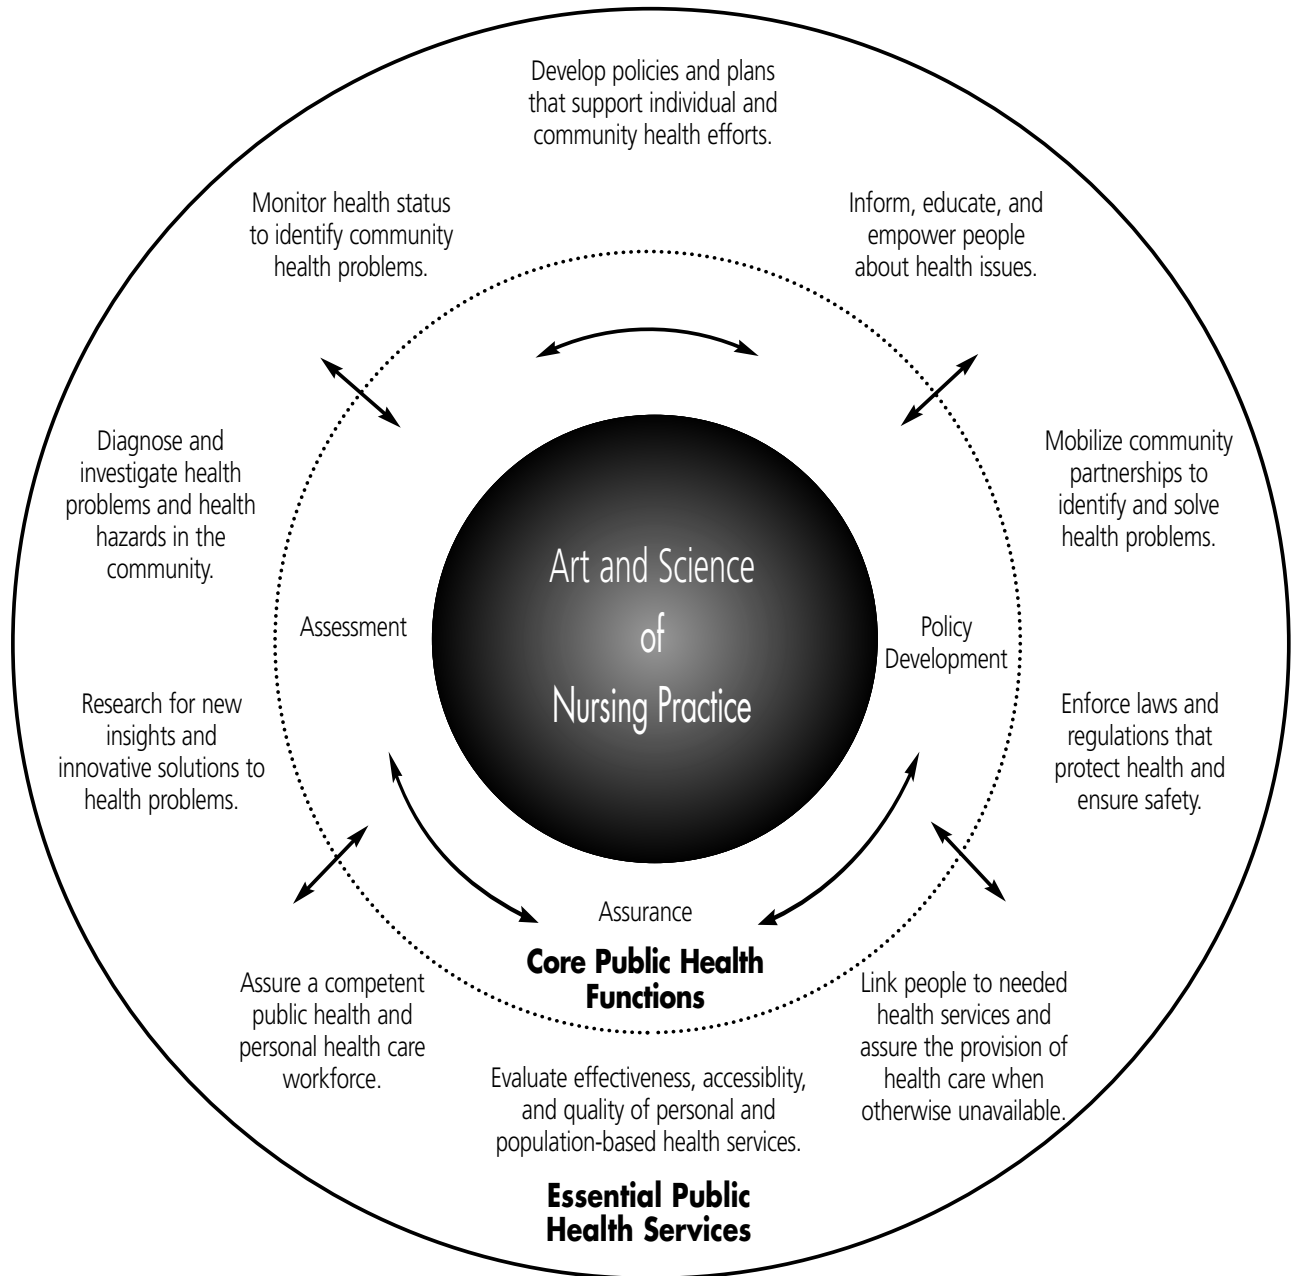 Develop policies and plans
that support individual and
community health efforts.
Monitor health status
to identify community
health problems.
Inform, educate, and
empower people
about health issues.
Diagnose and
investigate health
problems and health
hazards in the
community.
Mobilize community
partnerships to
identify and solve
health problems.
Art and Science
of
Nursing Practice
Assessment
Policy
Development
Research for new
insights and
innovative solutions to
health problems.
Enforce laws and
regulations that
protect health and
ensure safety.
Assurance
Core Public Health
Functions
Assure a competent
public health and
personal health care
workforce.
Link people to needed
health services and
assure the provision of
health care when
otherwise unavailable.
Evaluate effectiveness, accessiblity,
and quality of personal and
population-based health services.
Essential Public
Health Services